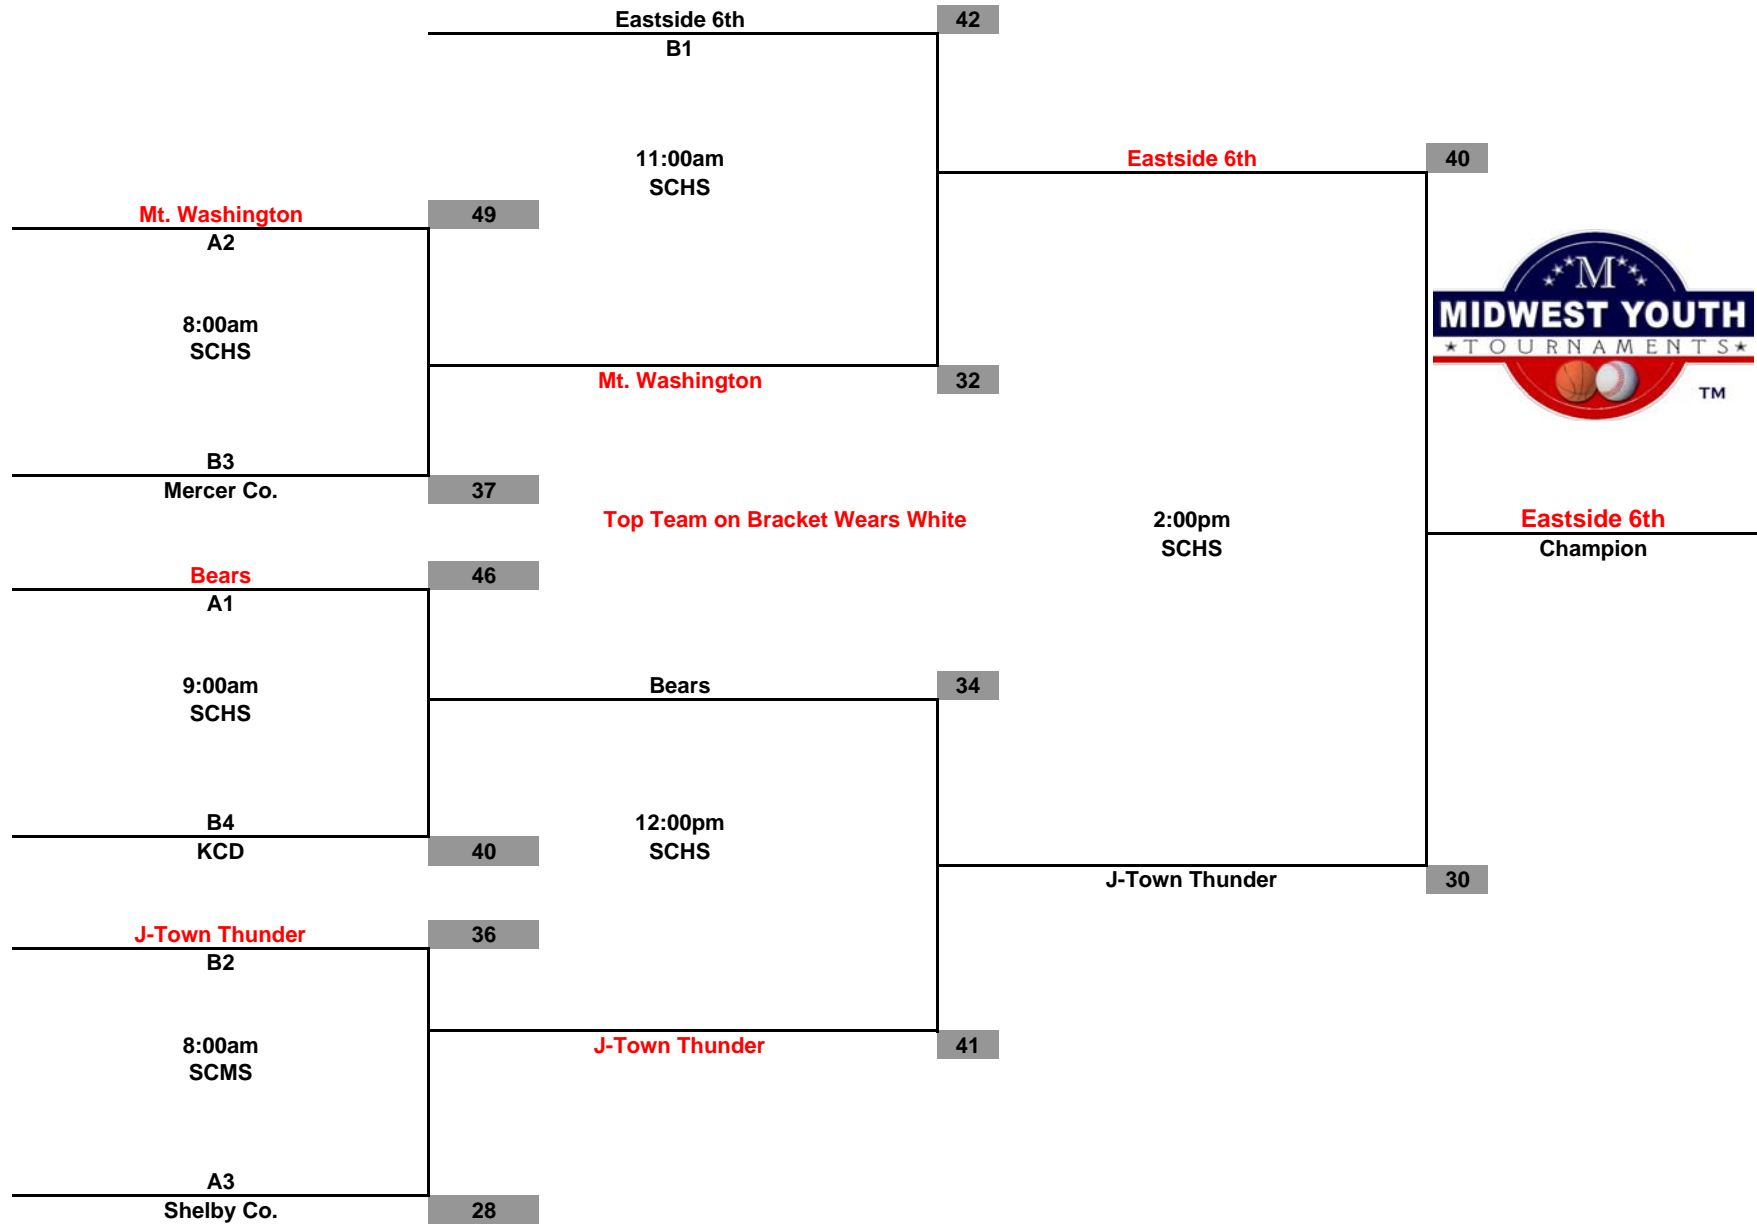 Eastside 6th 42
B1
11:00am
SCHS
Eastside 6th 40
Mt. Washington 49
A2
8:00am
SCHS
M
MIDWEST YOUTH
TOURNAMENTS
TM
Mt. Washington 32
B3
Mercer Co. 37
Top Team on Bracket Wears White
2:00pm
SCHS
Eastside 6th
Champion
Bears 46
A1
9:00am
SCHS
Bears 34
B4
KCD 40
12:00pm
SCHS
J-Town Thunder 30
J-Town Thunder 36
B2
8:00am
SCMS
J-Town Thunder 41
A3
Shelby Co. 28